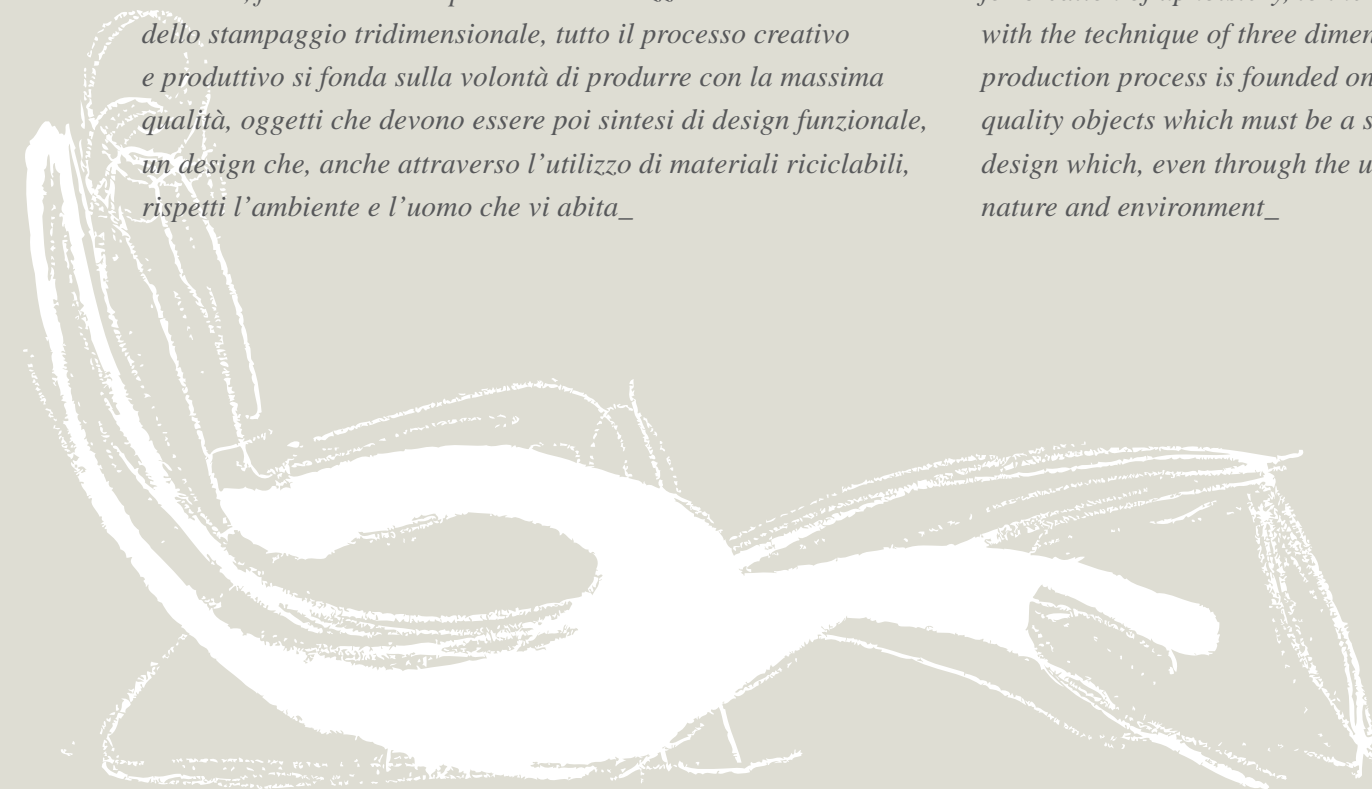 dello stampaggio tridimensionale, tutto il processo creativo
e produttivo si fonda sulla volontà di produrre con la massima
qualità, oggetti che devono essere poi sintesi di design funzionale,
un design che, anche attraverso l’utilizzo di materiali riciclabili,
rispetti l’ambiente e l’uomo che vi abita_
with the technique of three dimen
production process is founded on
quality objects which must be a s
design which, even through the u
nature and environment_